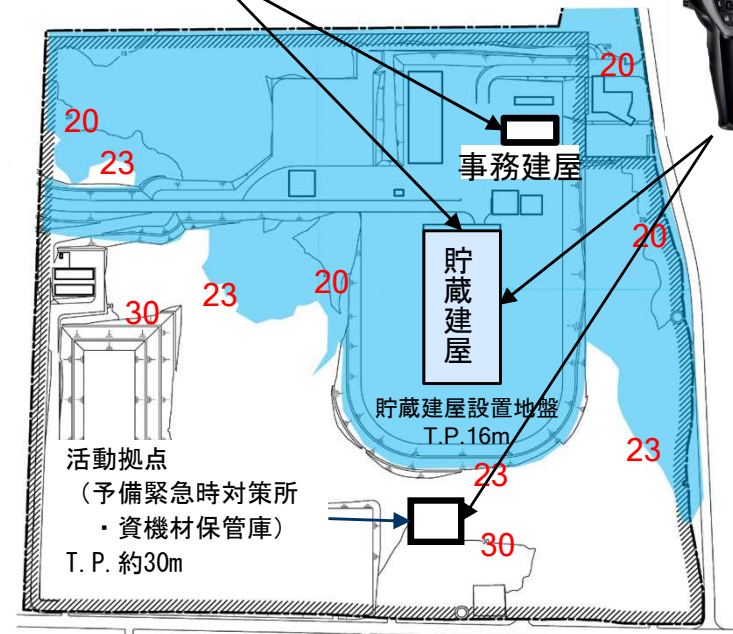 20
20
23
事務建屋
20
貯蔵建屋
20
23
30
貯蔵建屋設置地盤
T.P.16m
23
23
活動拠点
（予備緊急時対策所
・資機材保管庫）
T.P.約30m
30